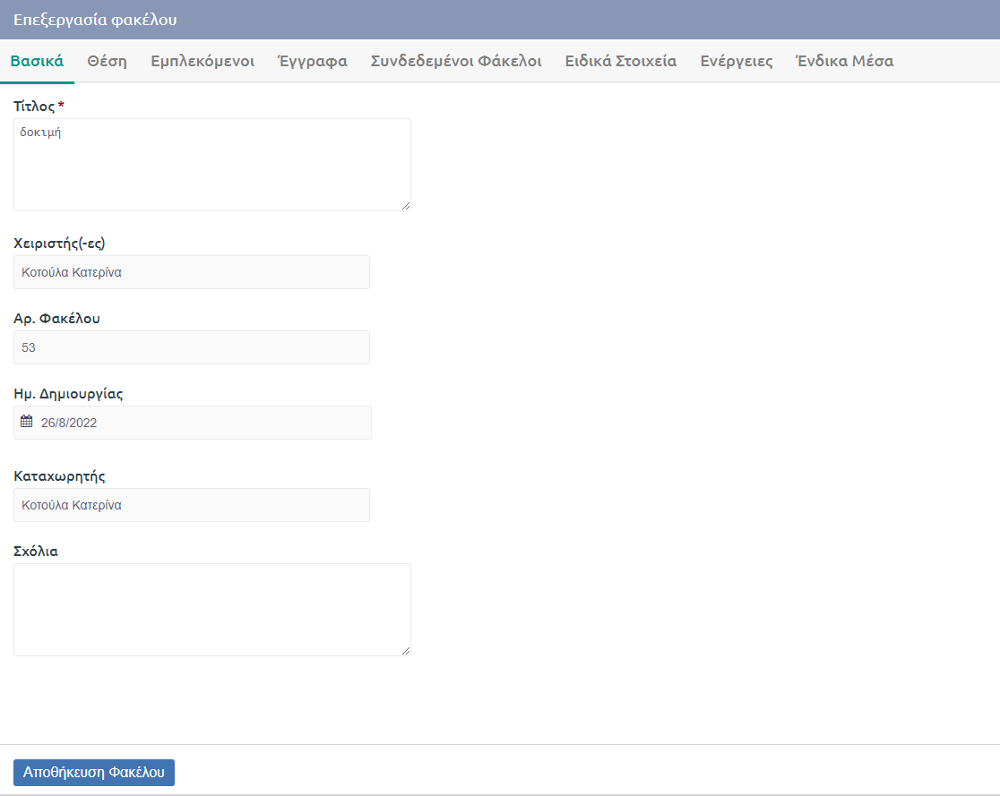 Επεξεργασία φακέλου
Βασικά Θέση Εμπλεκόμενοι Έγγραφα Συνδεδεμένοι Φάκελοι Ειδικά Στοιχεία Ενέργειες Ένδικα Μέσα
Τίτλος *
δοκτμή
Χειριστής(-ες)
Κοτούλα Κατερίνα
Αρ. Φακέλου
53
Ημ. Δημιουργίας
26/8/2022
Καταχωρητής
Κοτούλα Κατερίνα
Σχόλια
Αποθήκευση Φακέλου